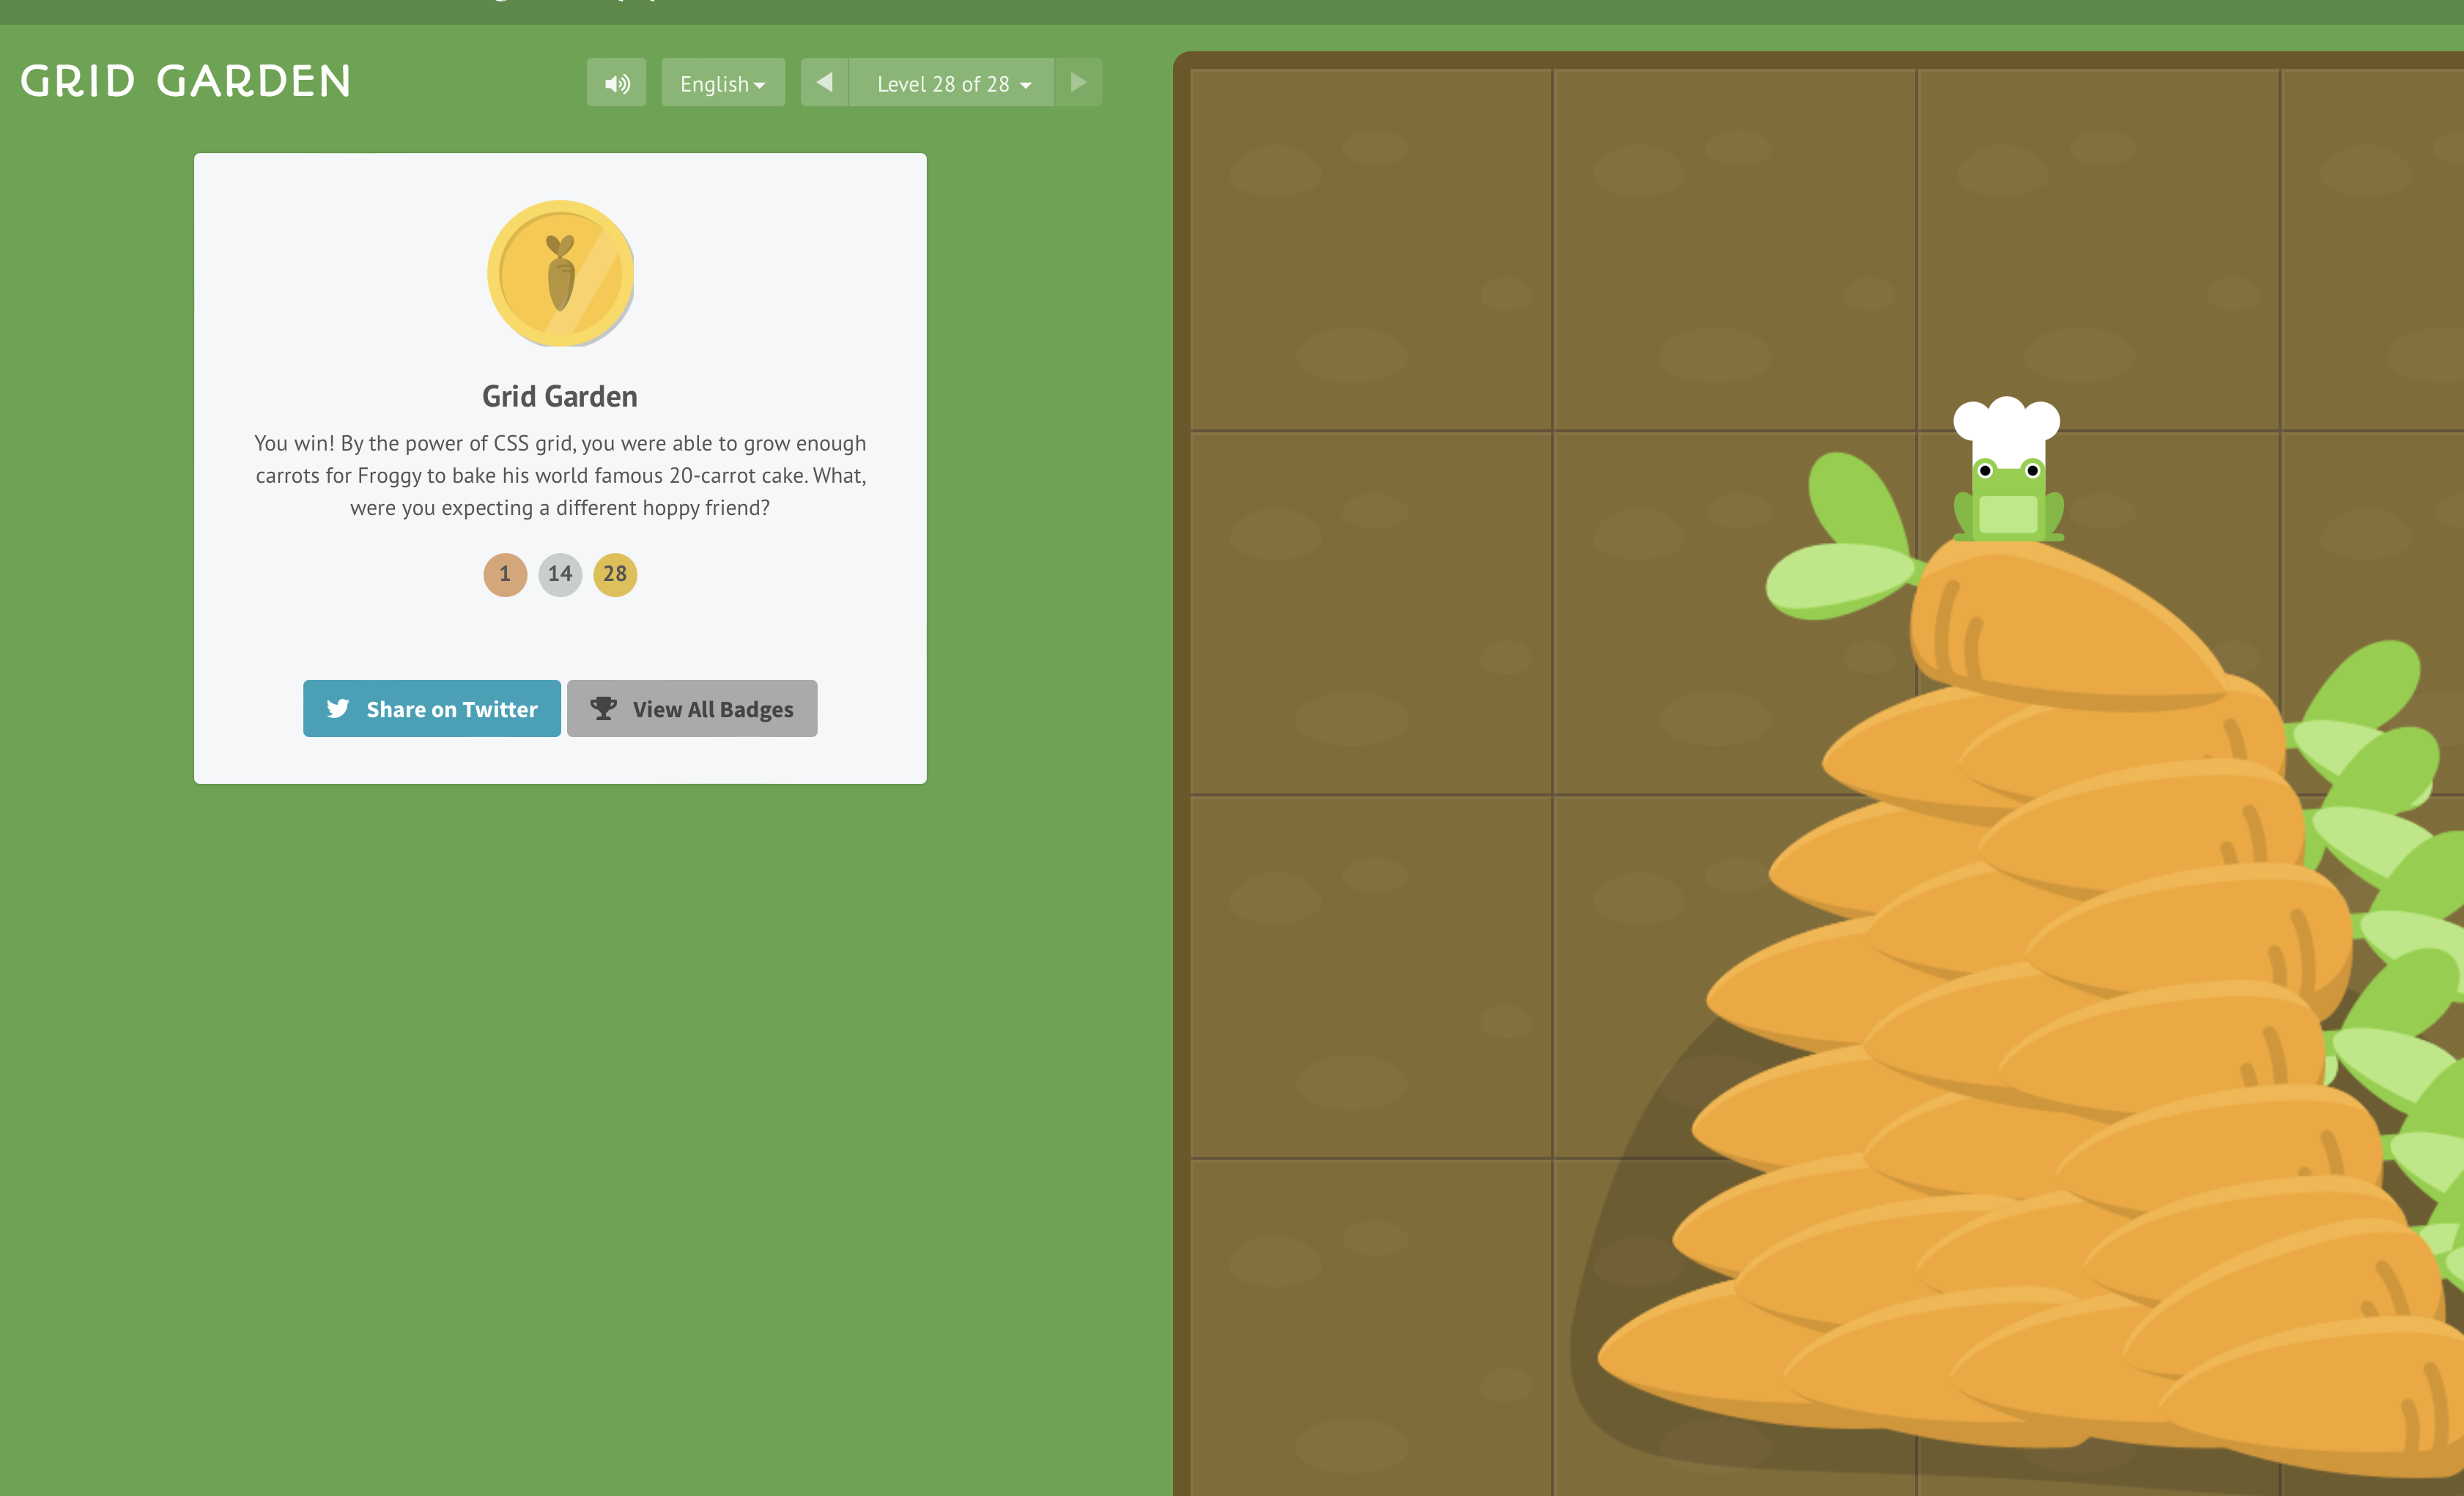 GRID GARDEN
English
Level 28 of 28
Grid Garden
You win! By the power of CSS grid, you were able to grow enough
carrots for Froggy to bake his world famous 20-carrot cake. What,
were you expecting a different hoppy friend?
1 14 28
Share on Twitter
View All Badges